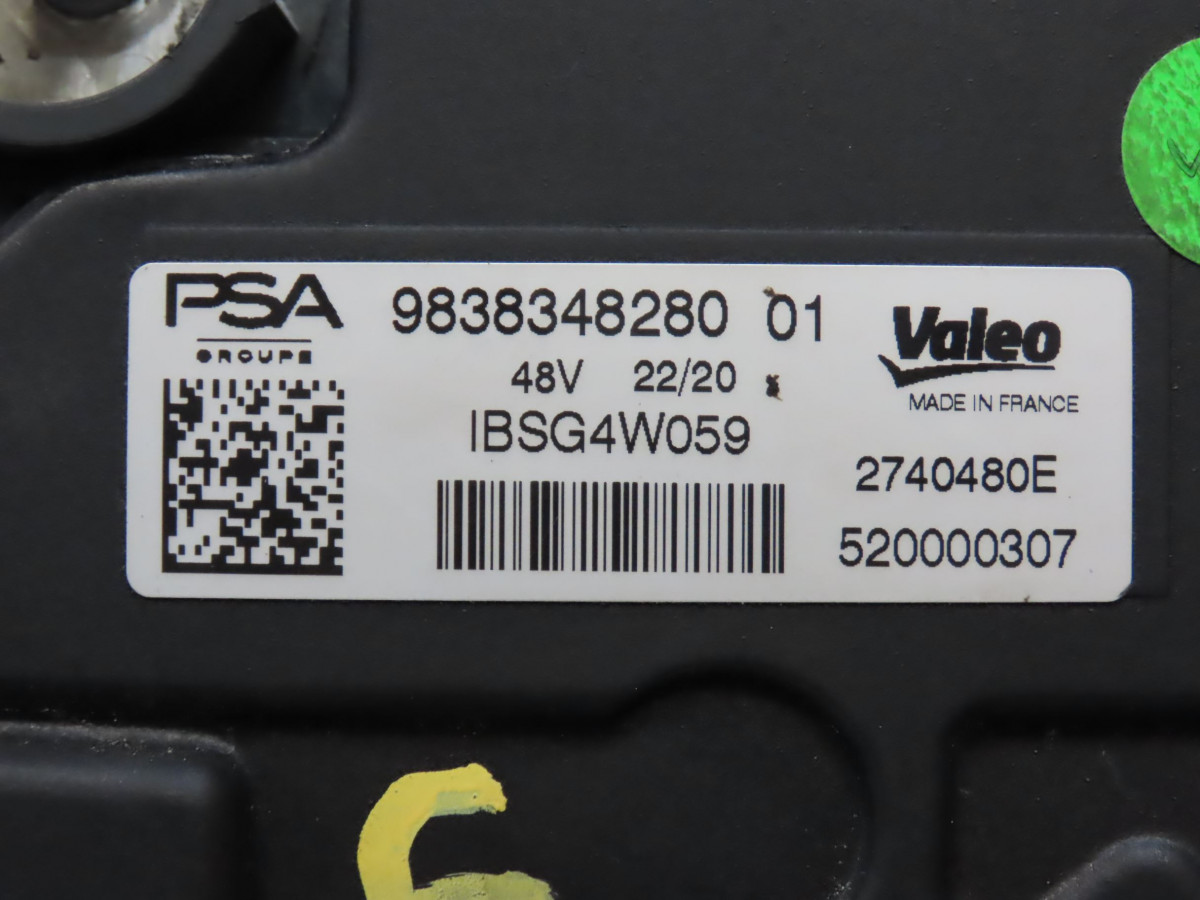 PSA
GROUPE
9838348280 01
48V 22/20
IBSG4W059
Valeo
MADE IN FRANCE
2740480E
520000307